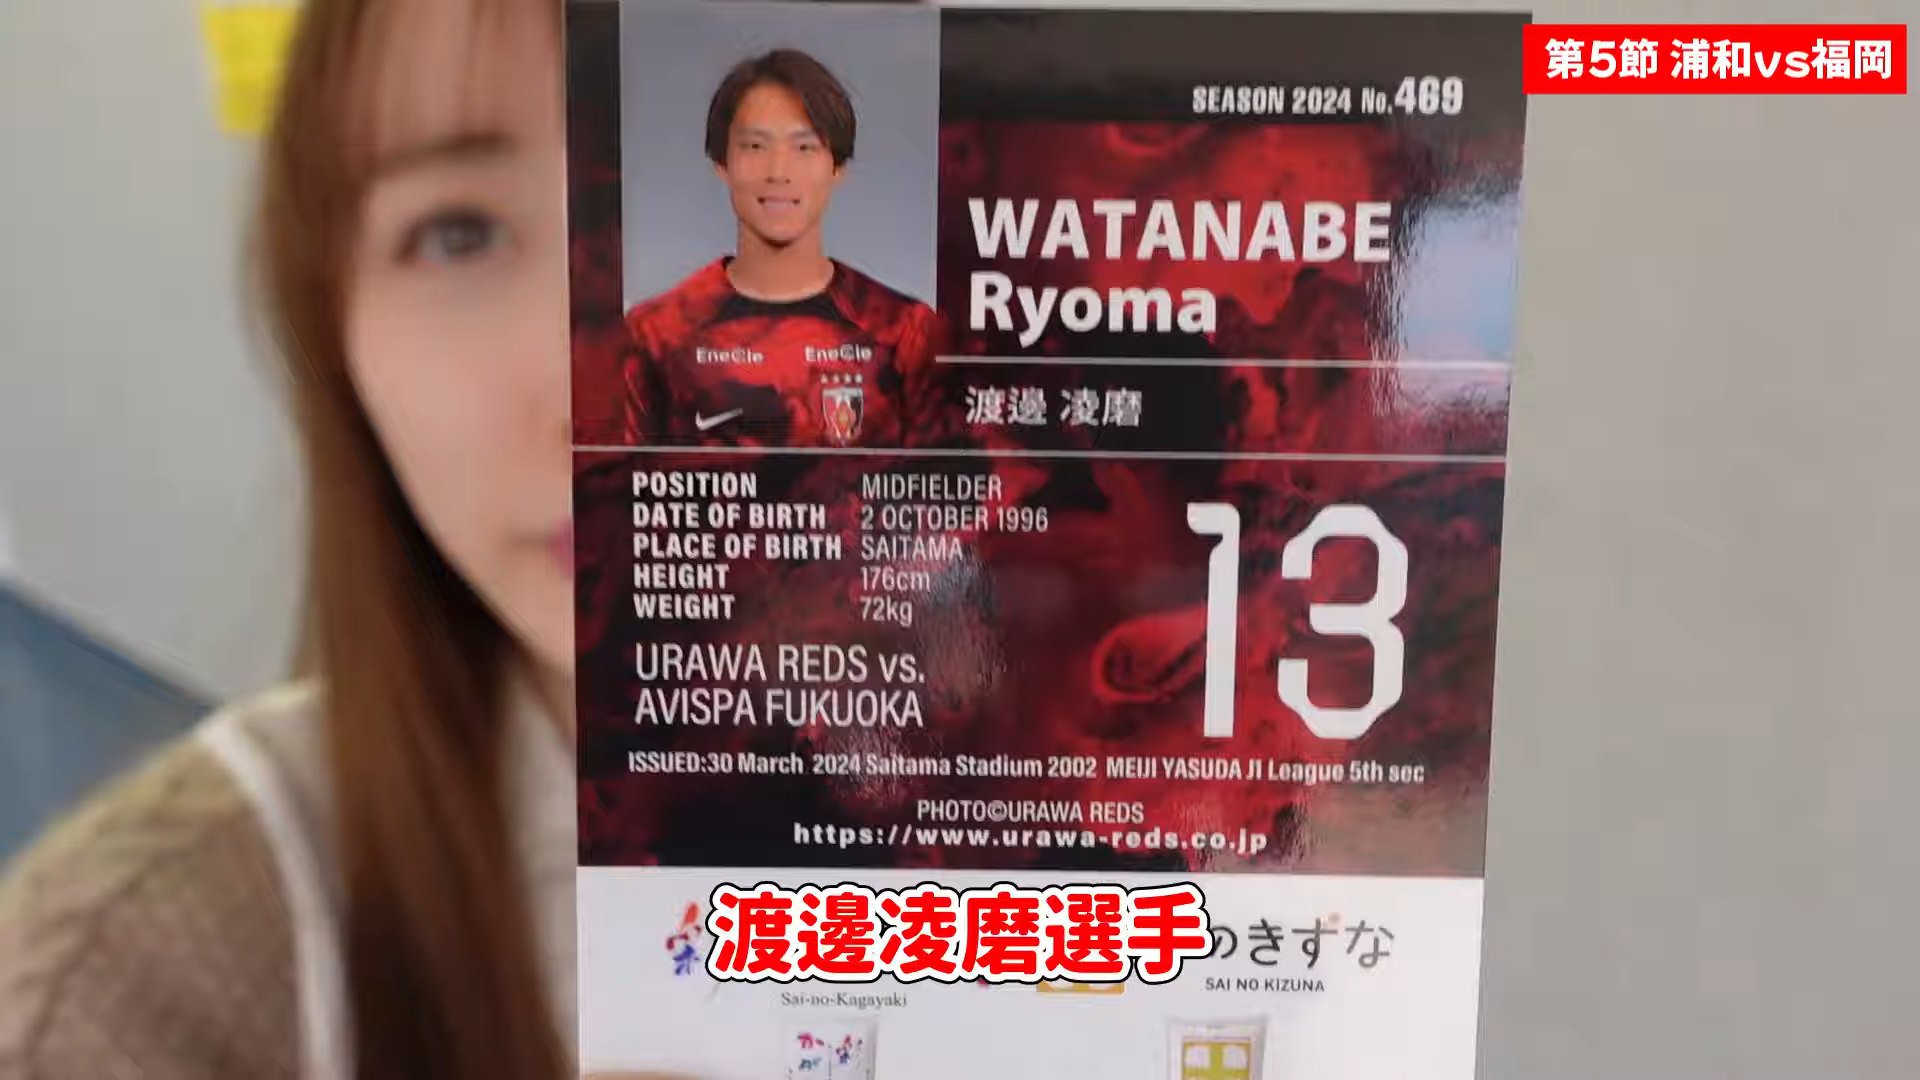 第5節 浦和vs福岡
SEASON 2024 No.469
WATANABE
Ryoma
EneCle EneCle
渡邊 凌磨
POSITION MIDFIELDER
DATE OF BIRTH 2 OCTOBER 1996
PLACE OF BIRTH SAITAMA
HEIGHT 176cm
WEIGHT 72kg
13
URAWA REDS vs.
AVISPA FUKUOKA
ISSUED:30 March 2024 Saitama Stadium 2002 MEIJI YASUDA J1 League 5th sec
PHOTO©URAWA REDS
https://www.urawa-reds.co.jp
渡邊凌磨選手
のきずな
SAI NO KIZUNA
Sai-no-Kagayaki